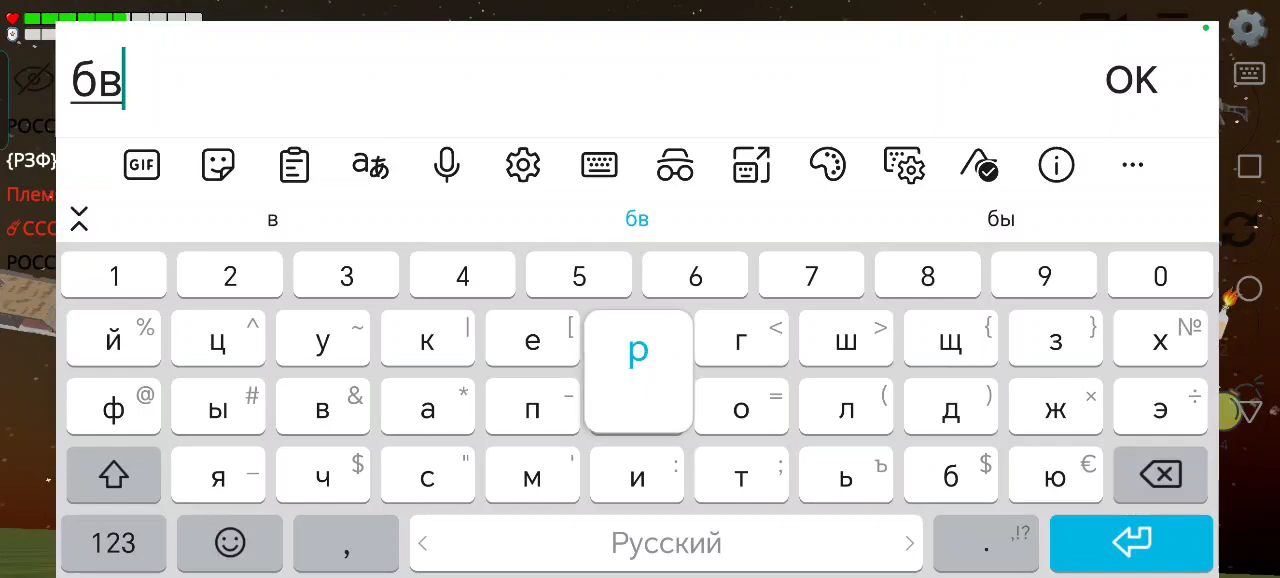 бв
OK
РОСС
{РЗФ}
Плем
ССС
РОСС
GIF
aあ
в бв бы
1 2 3 4 5 6 7 8 9 0
й % ц ^ у ~ к | е [ р г < ш > щ { з } х №
ф @ ы # в & а * п - о = л ( д ) ж × э ÷
я _ ч $ с " м ' и : т ; ь ъ б $ ю €
123 , < Русский > . ,!?